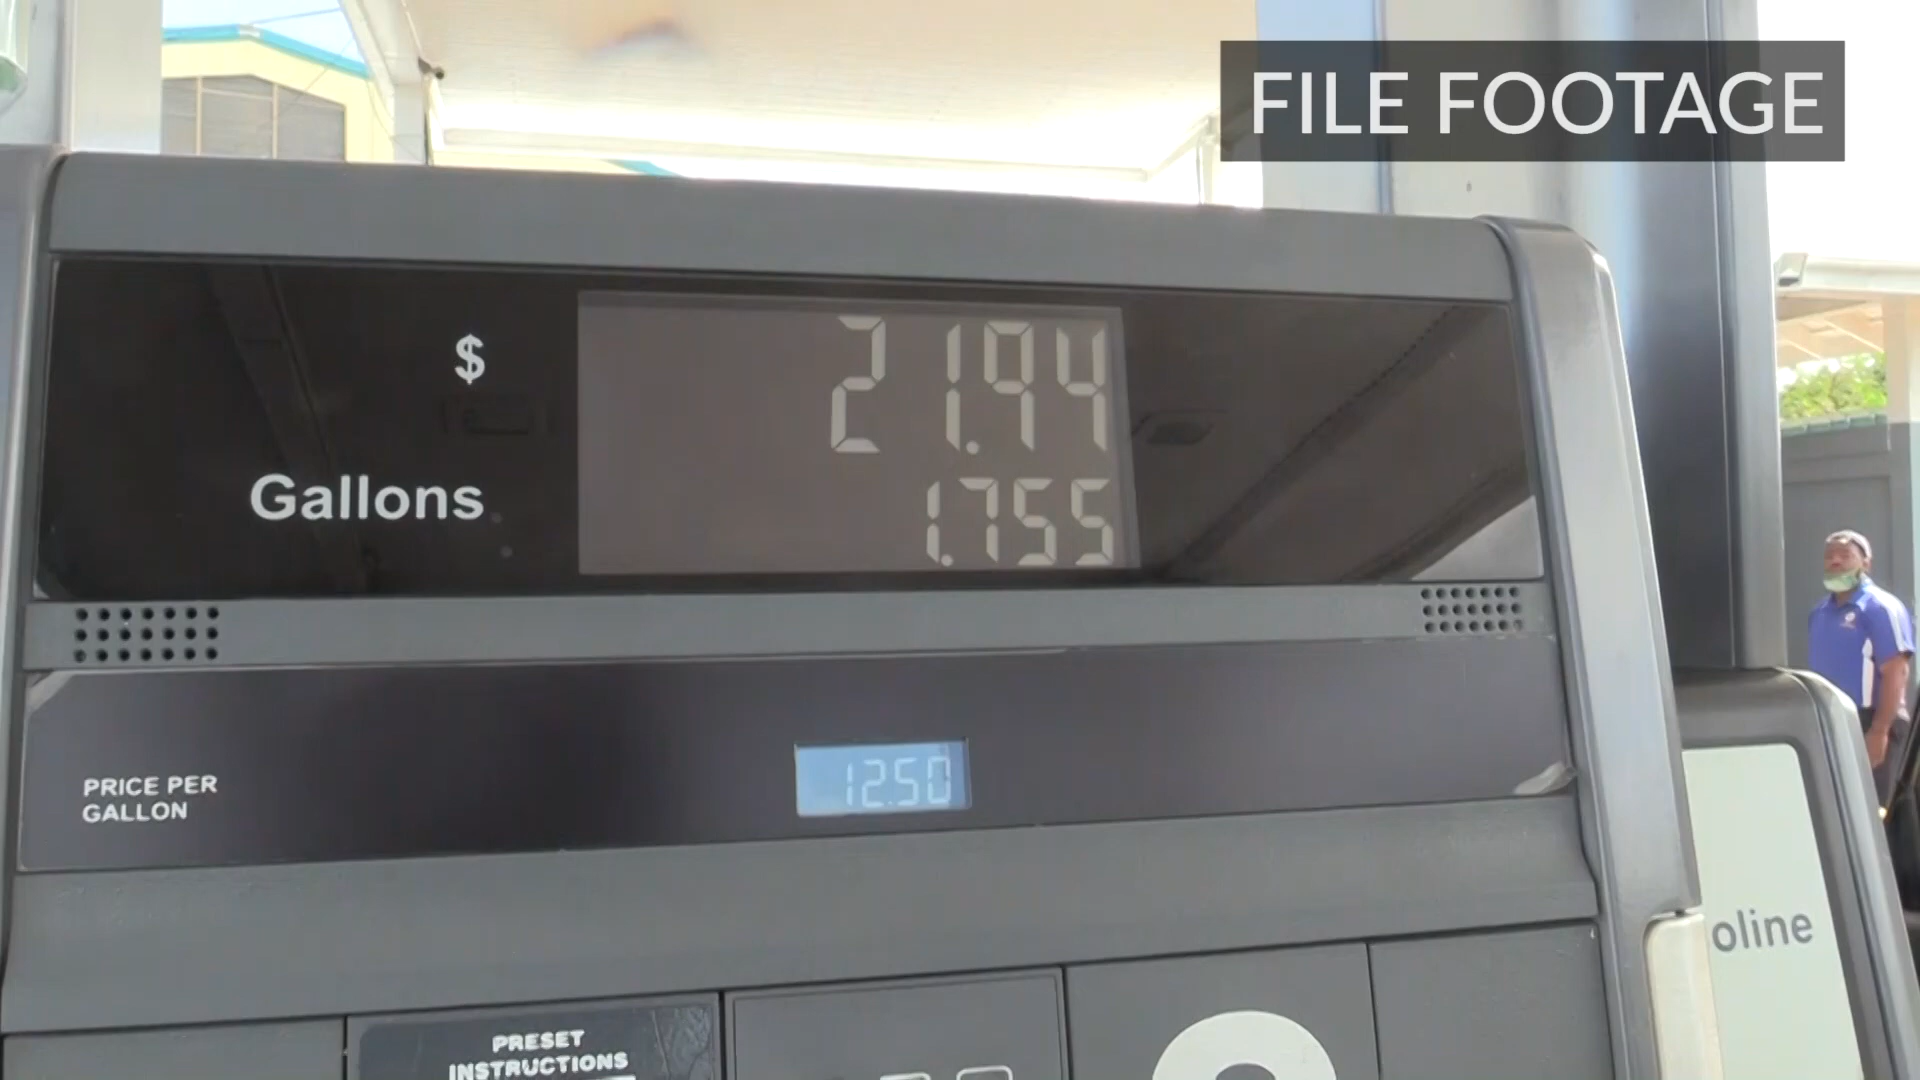 FILE FOOTAGE
$ 21.94
Gallons 1.755
PRICE PER
GALLON
12.50
oline
PRESET
INSTRUCTIONS